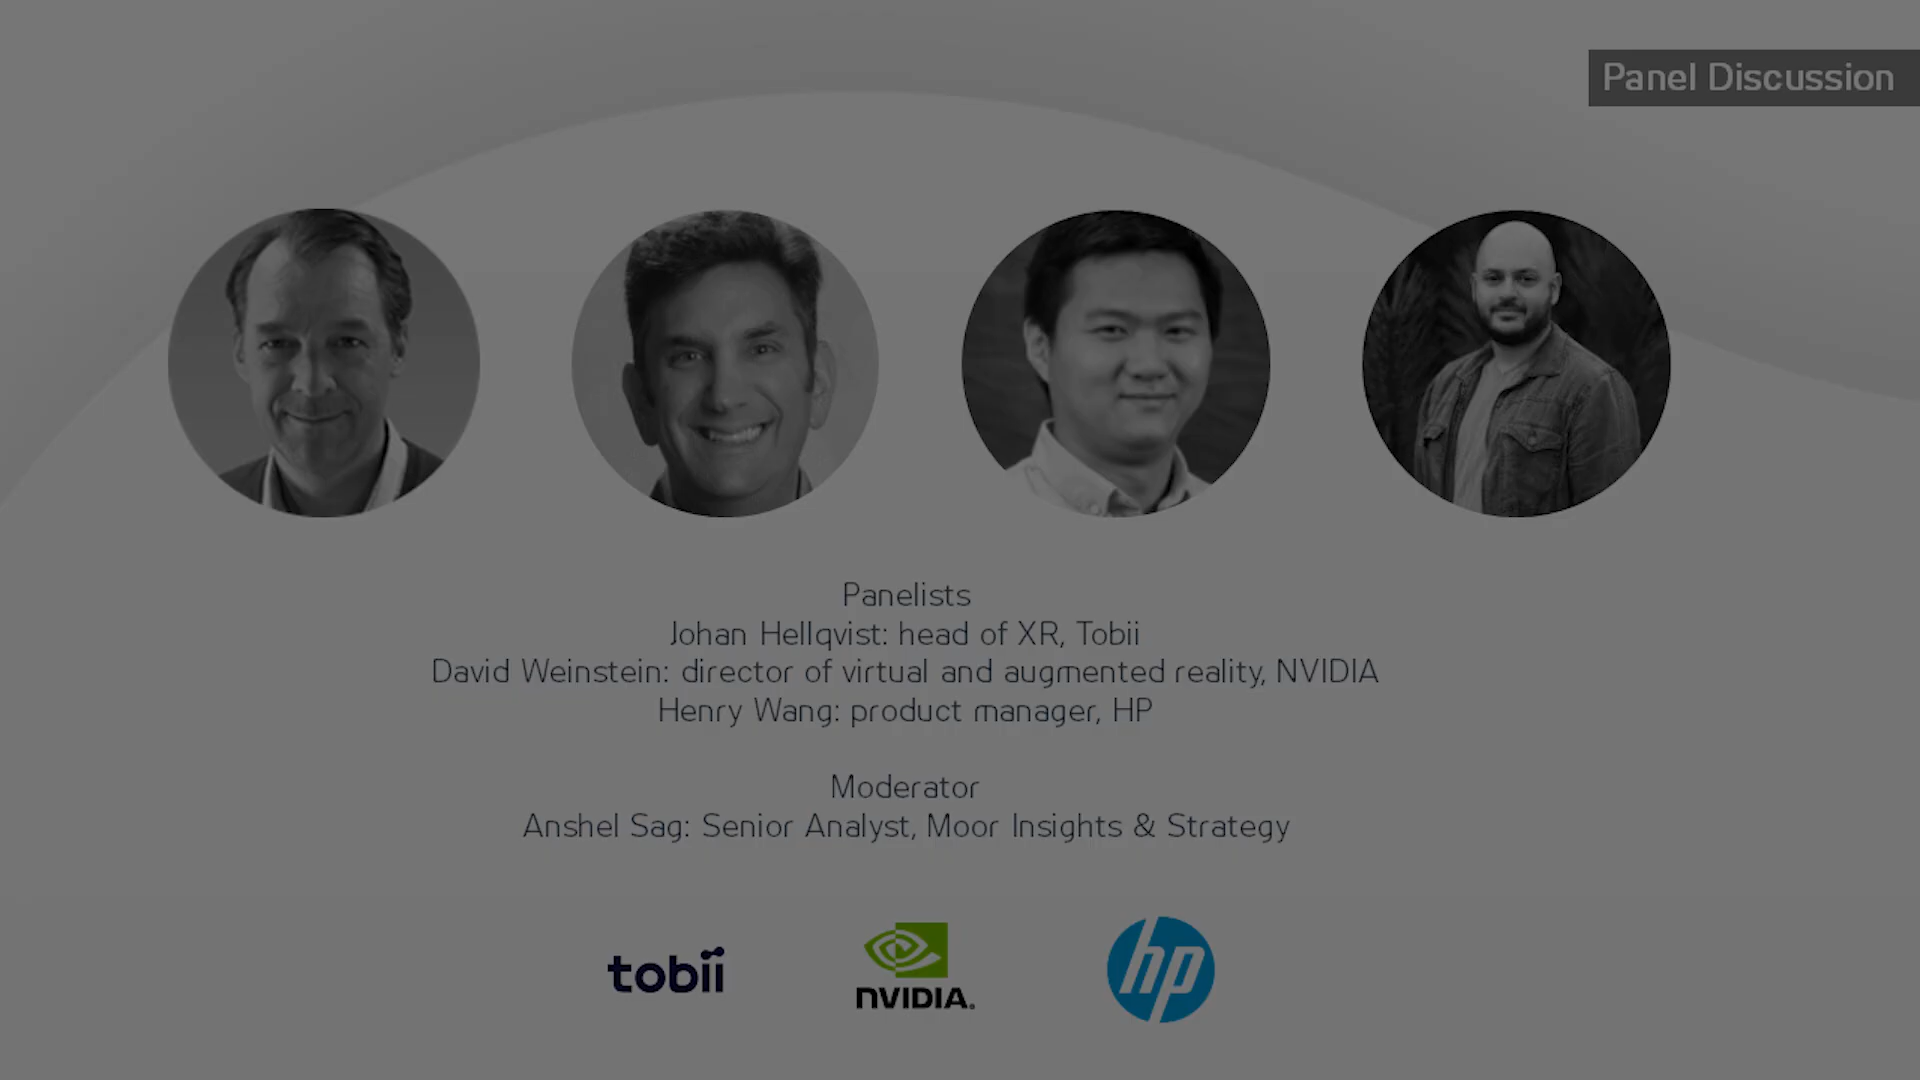 Panel Discussion
Panelists
Johan Hellqvist: head of XR, Tobii
David Weinstein: director of virtual and augmented reality, NVIDIA
Henry Wang: product manager, HP
Moderator
Anshel Sag: Senior Analyst, Moor Insights & Strategy
tobii
NVIDIA.
hp